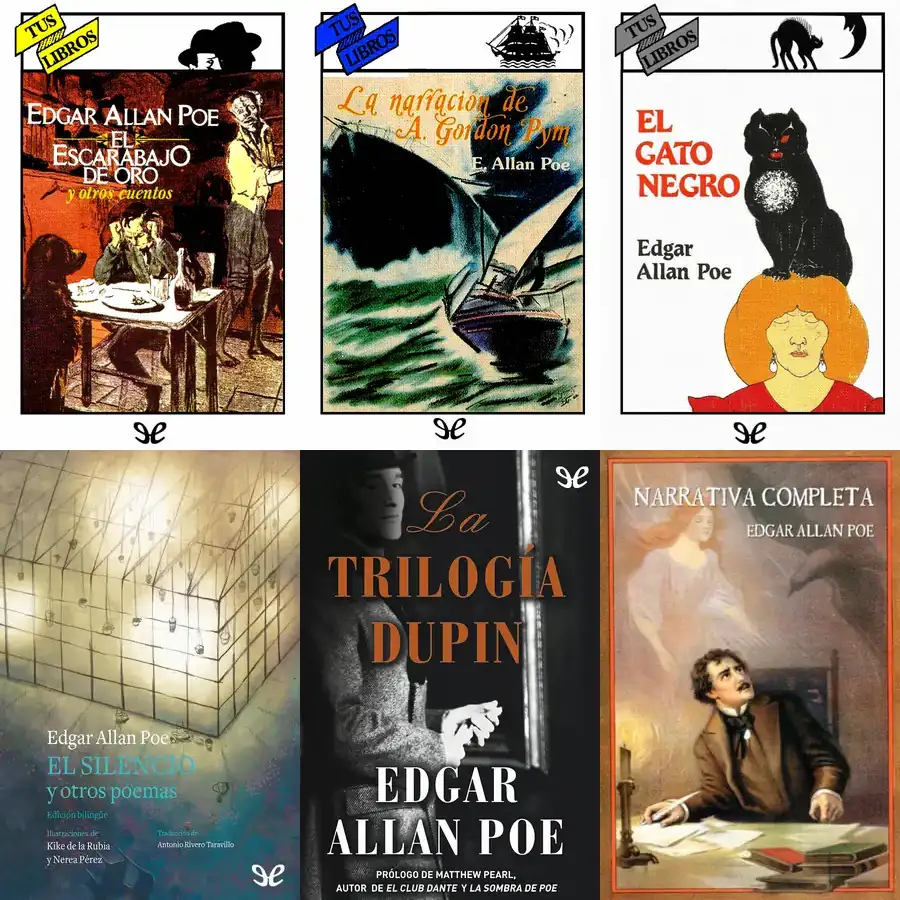 TUS
LIBROS
EDGAR ALLAN POE
EL
ESCARABAJO
DE ORO
y otros cuentos
TUS
LIBROS
La narracion de
A. Gordon Pym
E. Allan Poe
TUS
LIBROS
EL
GATO
NEGRO
Edgar
Allan Poe
Edgar Allan Poe
EL SILENCIO
y otros poemas
Edición bilingüe
Ilustraciones de
Kike de la Rubia
y Nerea Pérez
Traducción de
Antonio Rivero Taravillo
La
TRILOGÍA
DUPIN
EDGAR
ALLAN POE
PRÓLOGO DE MATTHEW PEARL,
AUTOR DE EL CLUB DANTE Y LA SOMBRA DE POE
NARRATIVA COMPLETA
EDGAR ALLAN POE